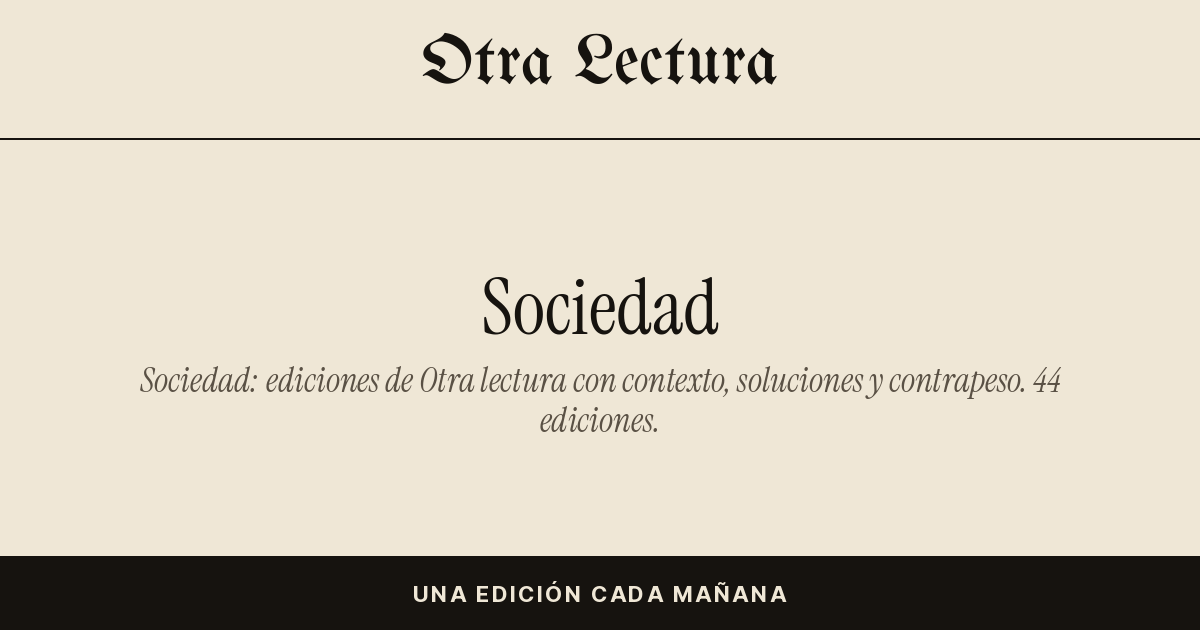 Otra Lectura
Sociedad
Sociedad: ediciones de Otra lectura con contexto, soluciones y contrapeso. 44
ediciones.
UNA EDICIÓN CADA MAÑANA